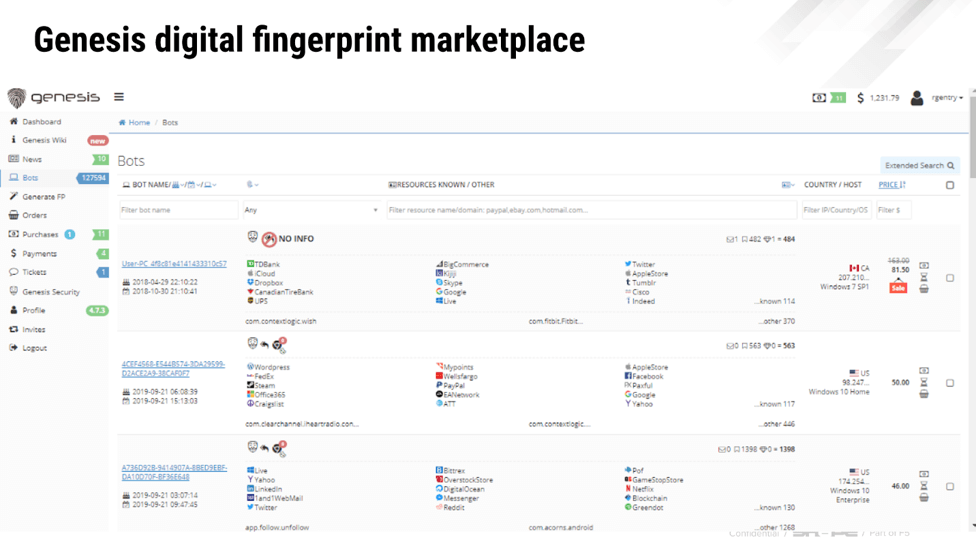 Genesis digital fingerprint marketplace
genesis
11 $ 1,231.79 rgentry
Dashboard
Genesis Wiki new
News 10
Bots 127594
Generate FP
Orders
Purchases 1 11
Payments 4
Tickets 1
Genesis Security
Profile 4.7.3
Invites
Logout
Home / Bots
Bots
Extended Search
BOT NAME/ RESOURCES KNOWN / OTHER COUNTRY / HOST PRICE
Filter bot name Any Filter resource name/domain: paypal,ebay.com,hotmail.com... Filter IP/Country/OS Filter $
NO INFO 1 482 1 = 484
User-PC_4f8c81e4141433310c57
2018-04-29 22:10:22
2018-10-30 21:10:41
TDBank BigCommerce Twitter
iCloud Kijiji AppleStore
Dropbox Skype Tumblr
CanadianTireBank Google Cisco
UPS Live Indeed ...known 114
com.contextlogic.wish com.fitbit.Fitbit... ...other 370
CA
207.210...
Windows 7 SP1
163.00
81.50
Sale
0 563 0 = 563
4CEF4568-E544B574-3DA29599-
D2ACE2A9-38CAF0F7
2019-09-21 06:08:39
2019-09-21 15:13:03
Wordpress Mypoints AppleStore
FedEx Wellsfargo Facebook
Steam PayPal Paxful
Office365 EANetwork Google
Craigslist ATT Yahoo ...known 117
com.clearchannel.iheartradio.con... com.contextlogic.... ...other 446
US
98.247...
Windows 10 Home
50.00
0 1398 0 = 1398
A736D92B-9414907A-8BED9EBF-
DA10D70F-BF36E648
2019-09-21 03:07:14
2019-09-21 09:47:45
Live Bittrex Pof
Yahoo OverstockStore GameStopStore
LinkedIn DigitalOcean Netflix
1and1WebMail Messenger Blockchain
Twitter Reddit Greendot ...known 130
app.follow.unfollow com.acorns.android ...other 1268
US
174.254...
Windows 10
Enterprise
46.00
Confidential / / Part of F5